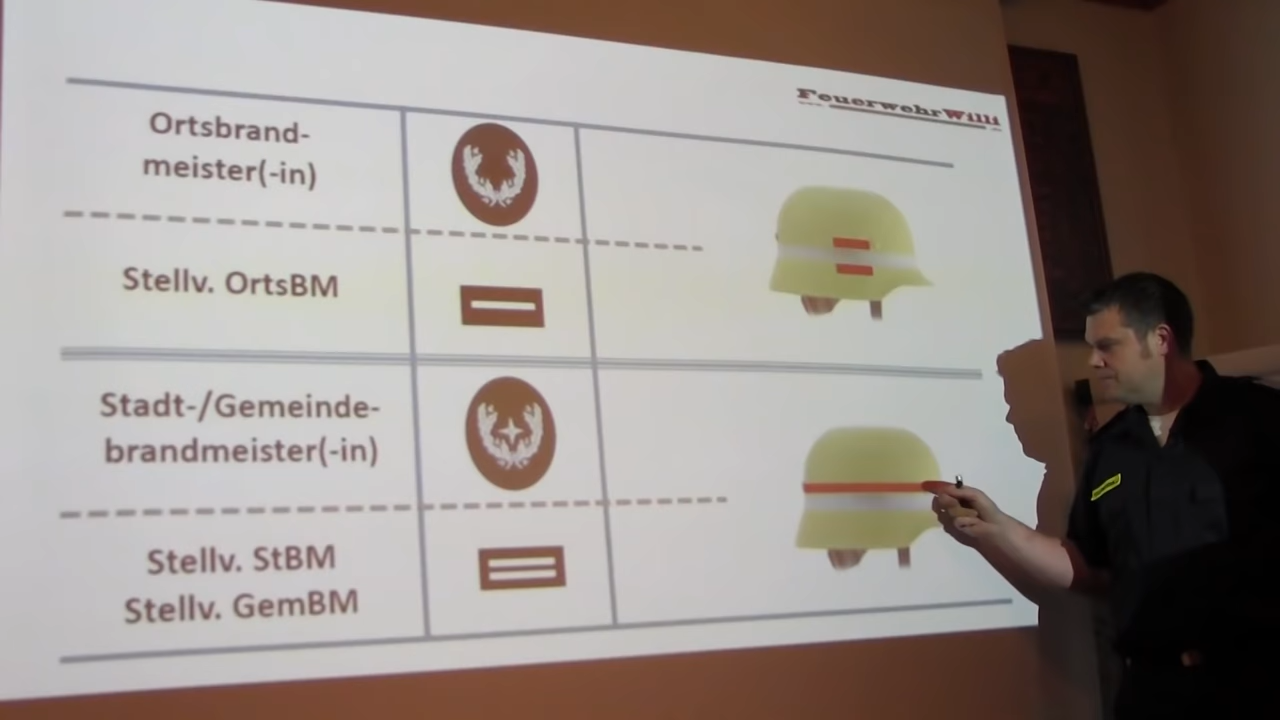 FeuerwehrWilli
Ortsbrand-
meister(-in)
Stellv. OrtsBM
Stadt-/Gemeinde-
brandmeister(-in)
Stellv. StBM
Stellv. GemBM